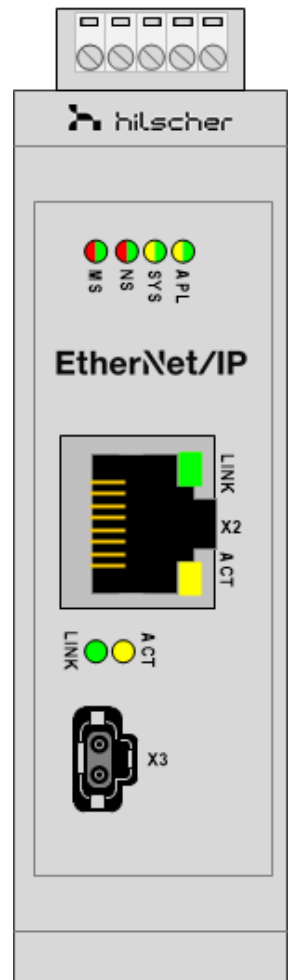 hilscher
MS
NS
SYS
APL
EtherNet/IP
LINK
X2
ACT
LINK
ACT
X3